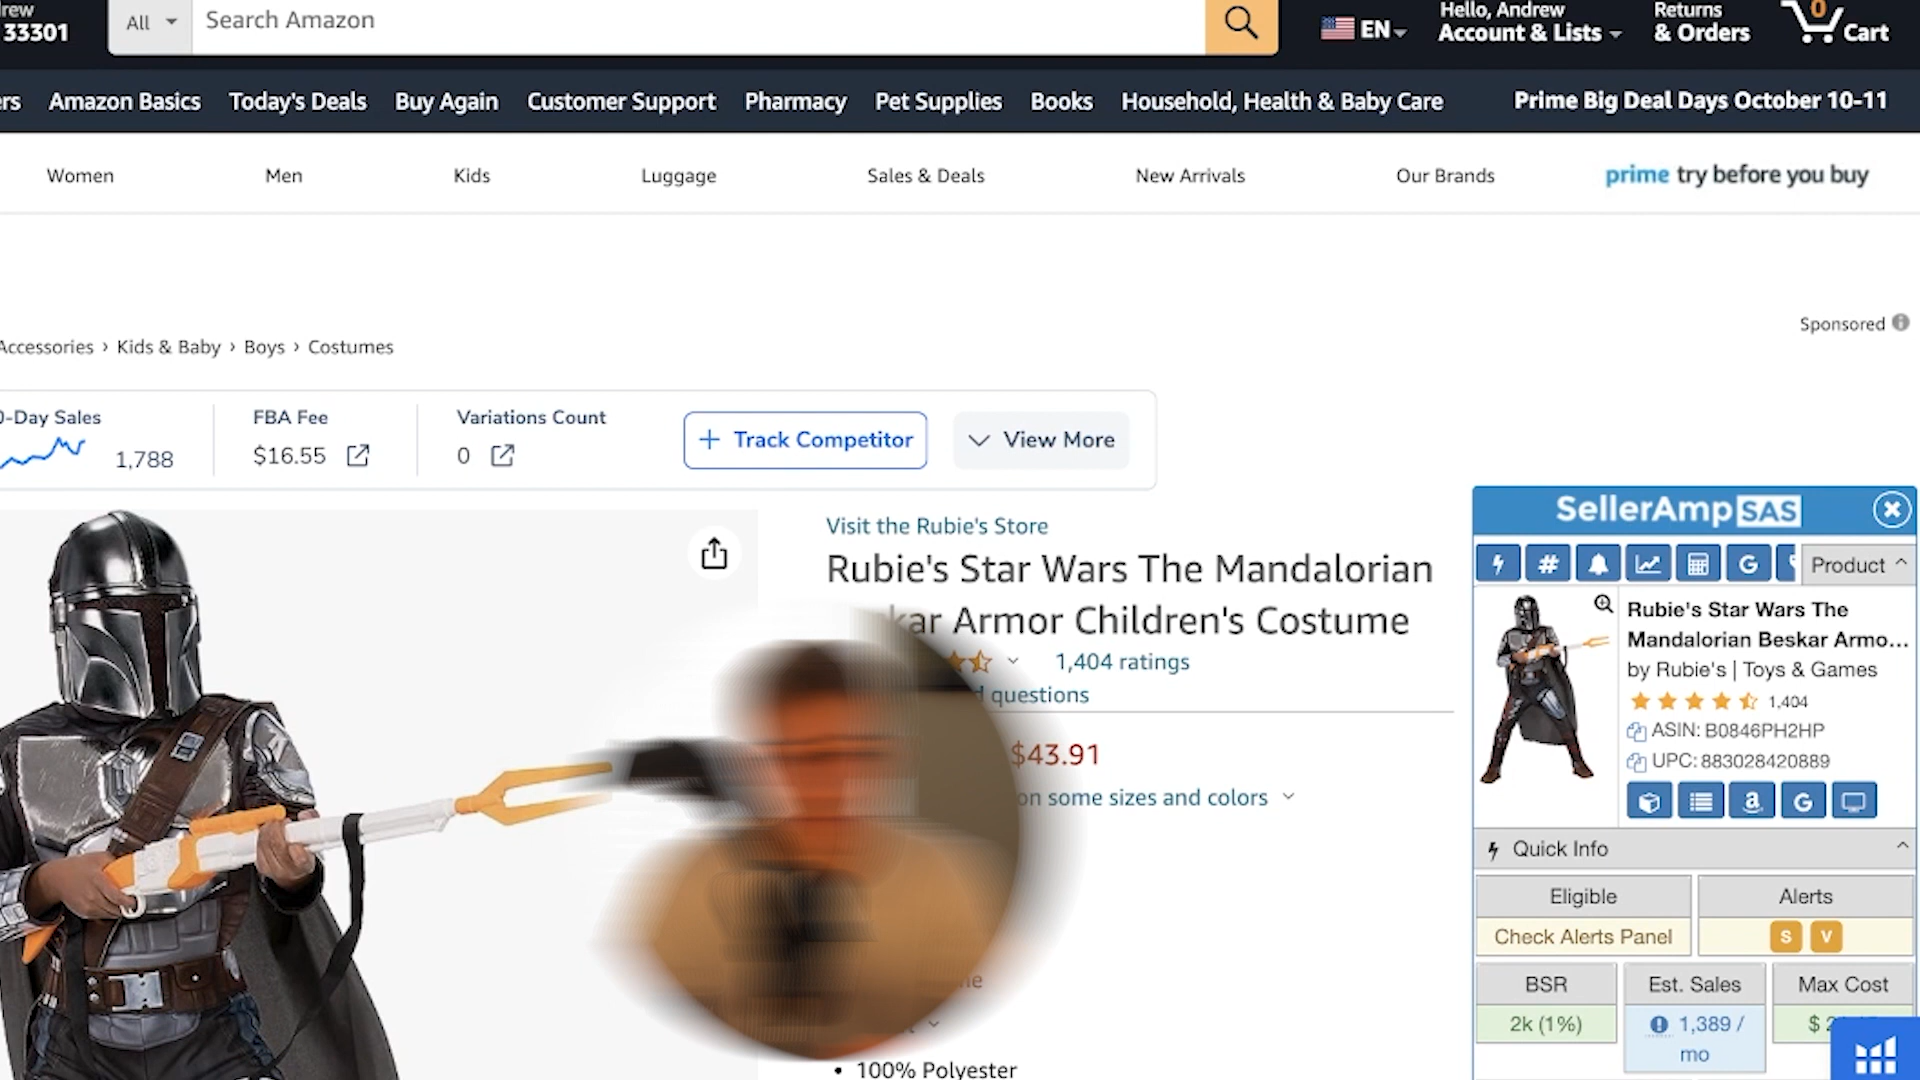 rew
33301
All
Search Amazon
EN
Hello, Andrew
Account & Lists
Returns
& Orders
0
Cart
rs Amazon Basics Today's Deals Buy Again Customer Support Pharmacy Pet Supplies Books Household, Health & Baby Care Prime Big Deal Days October 10-11
Women Men Kids Luggage Sales & Deals New Arrivals Our Brands prime try before you buy
Sponsored
Accessories › Kids & Baby › Boys › Costumes
0-Day Sales
1,788
FBA Fee
$16.55
Variations Count
0
+ Track Competitor
View More
Visit the Rubie's Store
Rubie's Star Wars The Mandalorian
kar Armor Children's Costume
1,404 ratings
questions
$43.91
on some sizes and colors
• 100% Polyester
SellerAmp SAS
# G Product
Rubie's Star Wars The
Mandalorian Beskar Armo...
by Rubie's | Toys & Games
1,404
ASIN: B0846PH2HP
UPC: 883028420889
a G
Quick Info
Eligible
Check Alerts Panel
Alerts
S V
BSR
2k (1%)
Est. Sales
1,389 /
mo
Max Cost
$ 2